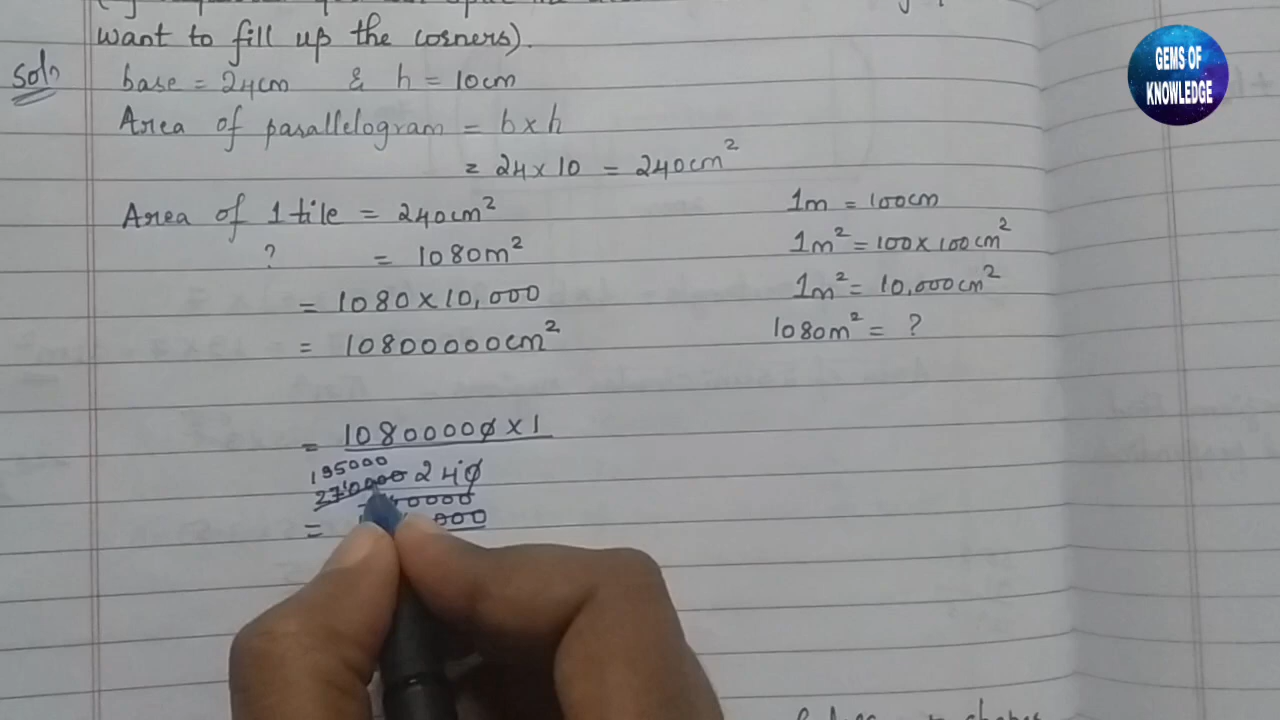 want to fill up the corners).
Soln
base = 24cm & h = 10cm
Area of parallelogram = b×h
= 24×10 = 240cm²
Area of 1 tile = 240cm²
? = 1080m²
= 1080×10,000
= 10800000cm²
1m = 100cm
1m² = 100×100cm²
1m² = 10,000cm²
1080m² = ?
= 10800000×1
240
=
GEMS OF
KNOWLEDGE